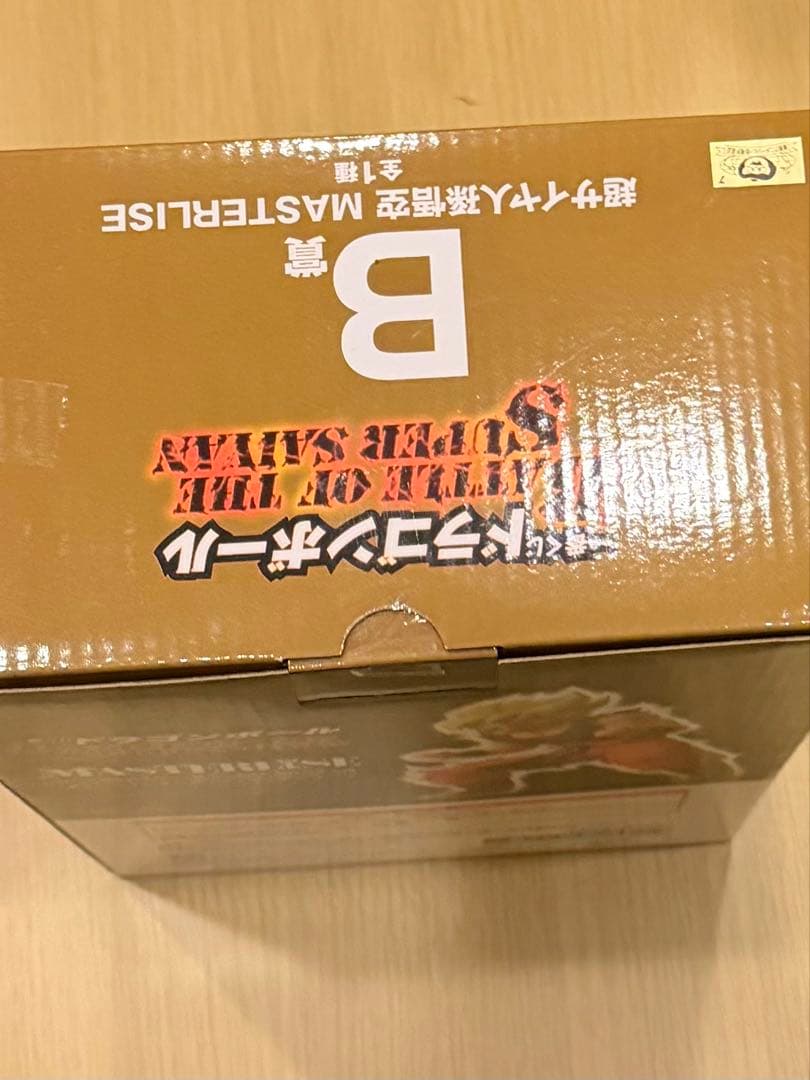 一番くじ ドラゴンボール
BATTLE OF THE
SUPER SAIYAN
B賞
超サイヤ人孫悟空 MASTERLISE
全1種
MASTERLISE